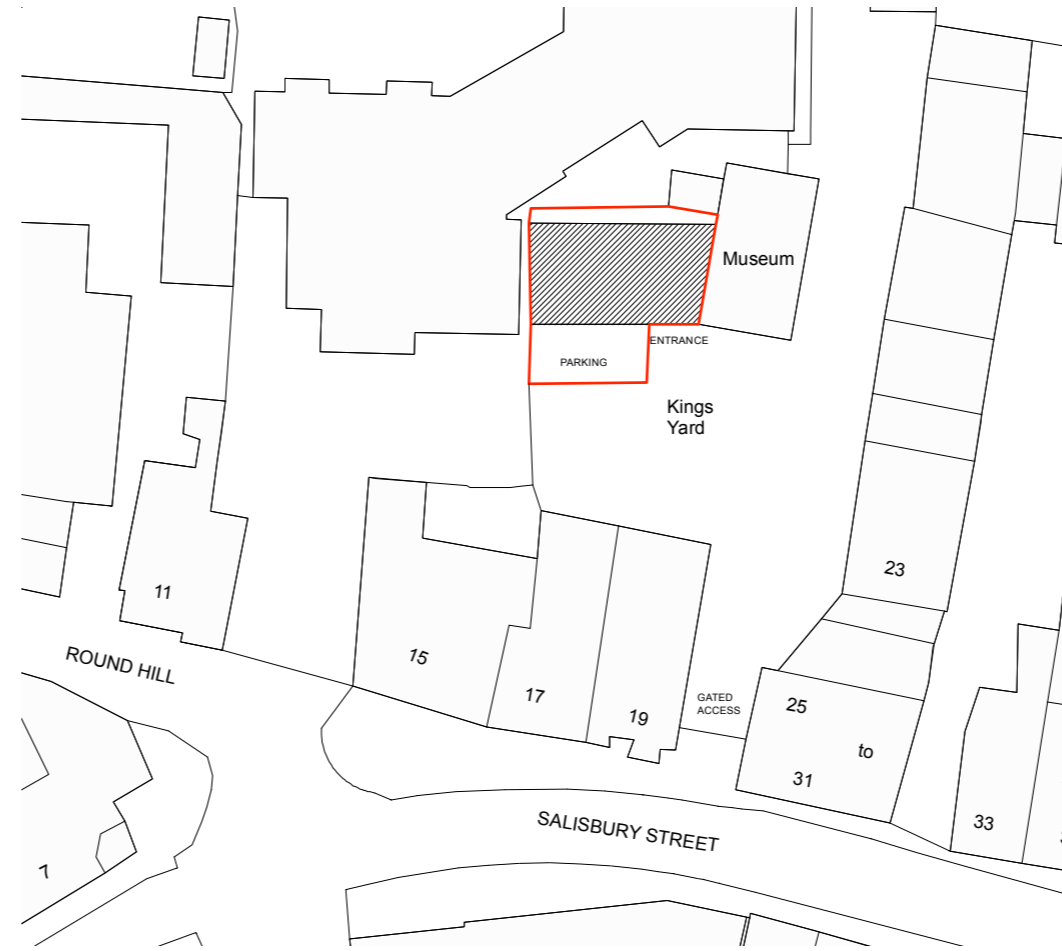 Museum
ENTRANCE
PARKING
Kings
Yard
23
11
ROUND HILL
15
17
19
GATED
ACCESS
25
to
31
33
SALISBURY STREET
7